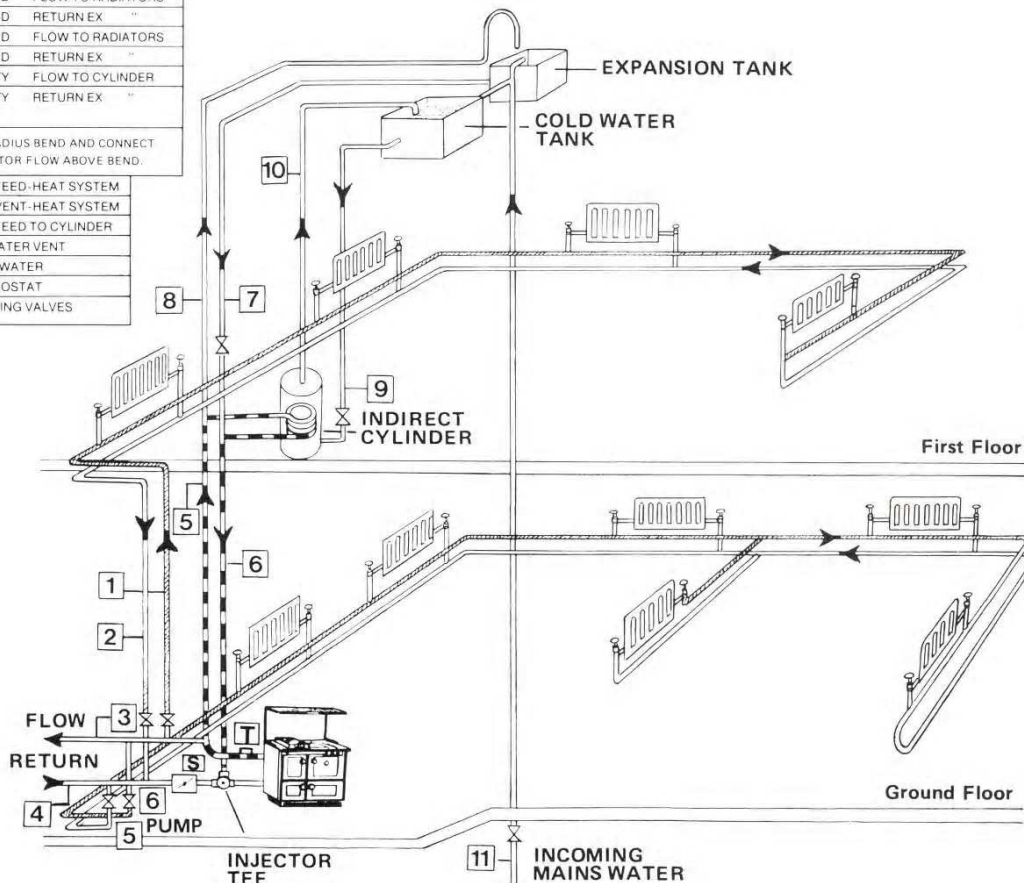 FLOW TO RADIATORS
D RETURN EX "
D FLOW TO RADIATORS
D RETURN EX "
Y FLOW TO CYLINDER
Y RETURN EX "
ADIUS BEND AND CONNECT
TOR FLOW ABOVE BEND.
EED-HEAT SYSTEM
VENT-HEAT SYSTEM
EED TO CYLINDER
ATER VENT
WATER
OSTAT
ING VALVES
EXPANSION TANK
COLD WATER
TANK
10
8
7
9
INDIRECT
CYLINDER
First Floor
5
6
1
2
3
FLOW
T
RETURN
S
4
6
Ground Floor
5
PUMP
INJECTOR
TEE
11
INCOMING
MAINS WATER